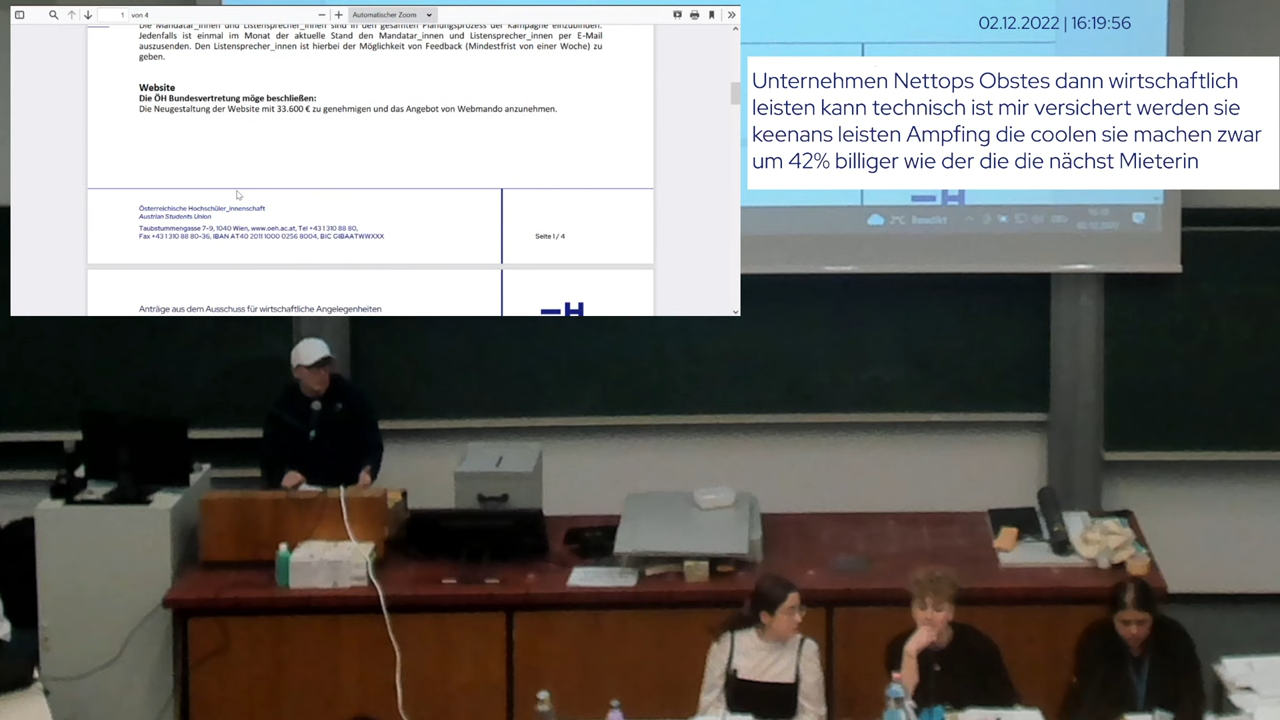 1 von 4
Automatischer Zoom
Die Mandatar_innen und Listensprecher_innen sind in den gesamten Planungsprozess der Kampagne einzubinden.
Jedenfalls ist einmal im Monat der aktuelle Stand den Mandatar_innen und Listensprecher_innen per E-Mail
auszusenden. Den Listensprecher_innen ist hierbei der Möglichkeit von Feedback (Mindestfrist von einer Woche) zu
geben.
Website
Die ÖH Bundesvertretung möge beschließen:
Die Neugestaltung der Website mit 33.600 € zu genehmigen und das Angebot von Webmando anzunehmen.
Österreichische Hochschüler_innenschaft
Austrian Students Union
Taubstummengasse 7-9, 1040 Wien, www.oeh.ac.at, Tel +43 1 310 88 80,
Fax +43 1 310 88 80-36, IBAN AT40 2011 1000 0256 8004, BIC GIBAATWWXXX
Seite 1 / 4
Anträge aus dem Ausschuss für wirtschaftliche Angelegenheiten
02.12.2022 | 16:19:56
Unternehmen Nettops Obstes dann wirtschaftlich
leisten kann technisch ist mir versichert werden sie
keenans leisten Ampfing die coolen sie machen zwar
um 42% billiger wie der die die nächst Mieterin
2°C Bewölkt